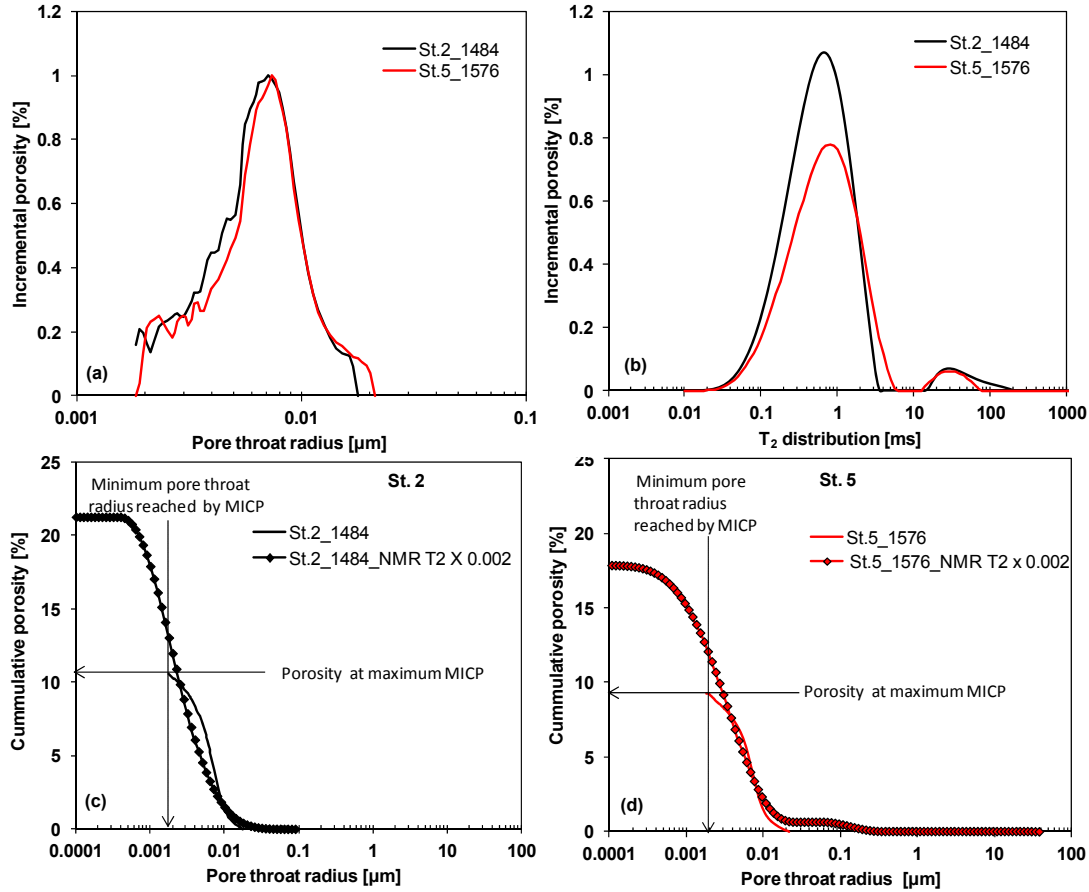 1.2
1
0.8
0.6
0.4
0.2
0
Incremental porosity [%]
St.2_1484
St.5_1576
(a)
0.001
0.01
0.1
Pore throat radius [µm]
1.2
1
0.8
0.6
0.4
0.2
0
Incremental porosity [%]
St.2_1484
St.5_1576
(b)
0.001
0.01
0.1
1
10
100
1000
T2 distribution [ms]
St. 2
Minimum pore throat
radius reached by MICP
St.2_1484
St.2_1484_NMR T2 X 0.002
25
20
15
10
5
0
Cummulative porosity [%]
Porosity at maximum MICP
(c)
0.0001
0.001
0.01
0.1
1
10
100
Pore throat radius [µm]
St. 5
Minimum pore
throat radius
reached by MICP
St.5_1576
St.5_1576_NMR T2 x 0.002
25
20
15
10
5
0
Cummulative porosity [%]
Porosity at maximum MICP
(d)
0.0001
0.001
0.01
0.1
1
10
100
Pore throat radius [µm]